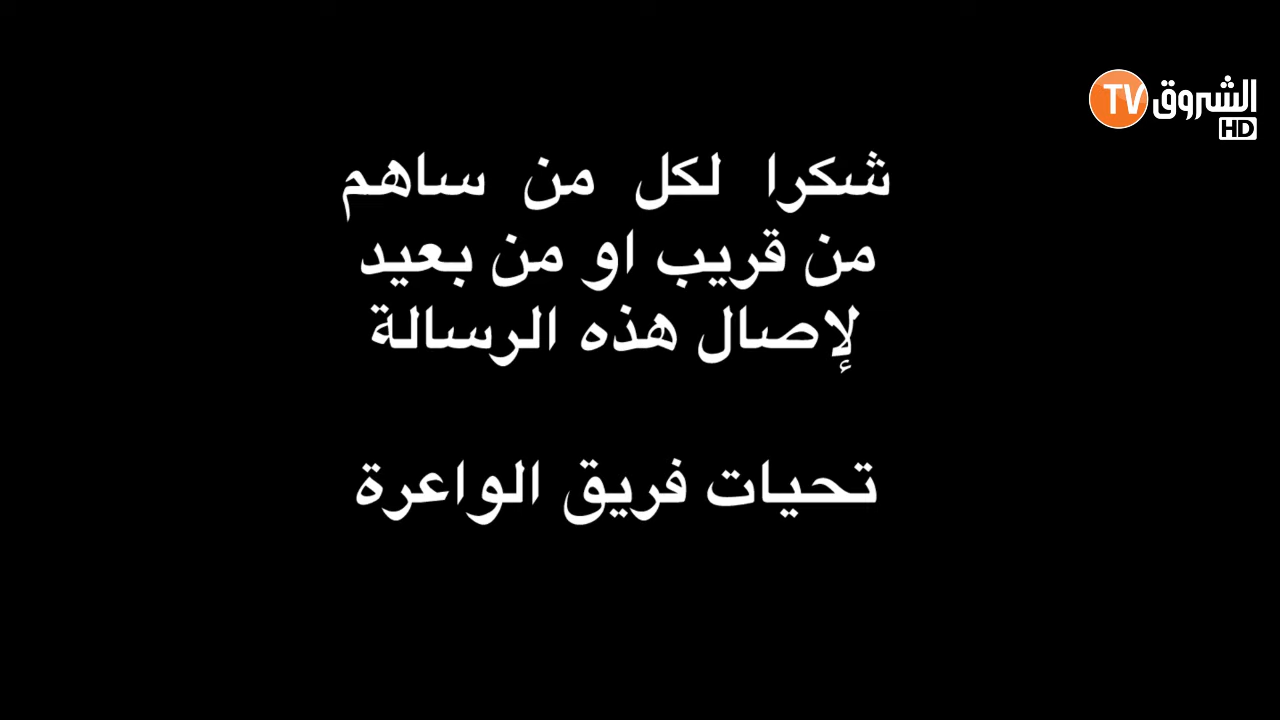 الشروق TV
HD
شكرا لكل من ساهم
من قريب او من بعيد
لإصال هذه الرسالة
تحيات فريق الواعرة